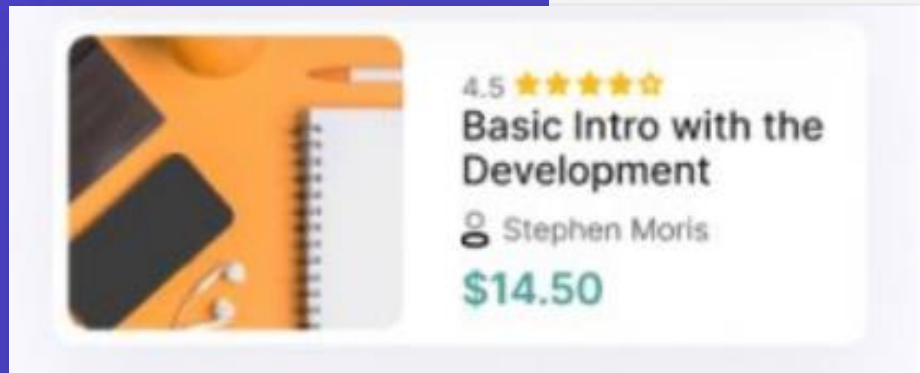 4.5
Basic Intro with the
Development
Stephen Moris
$14.50